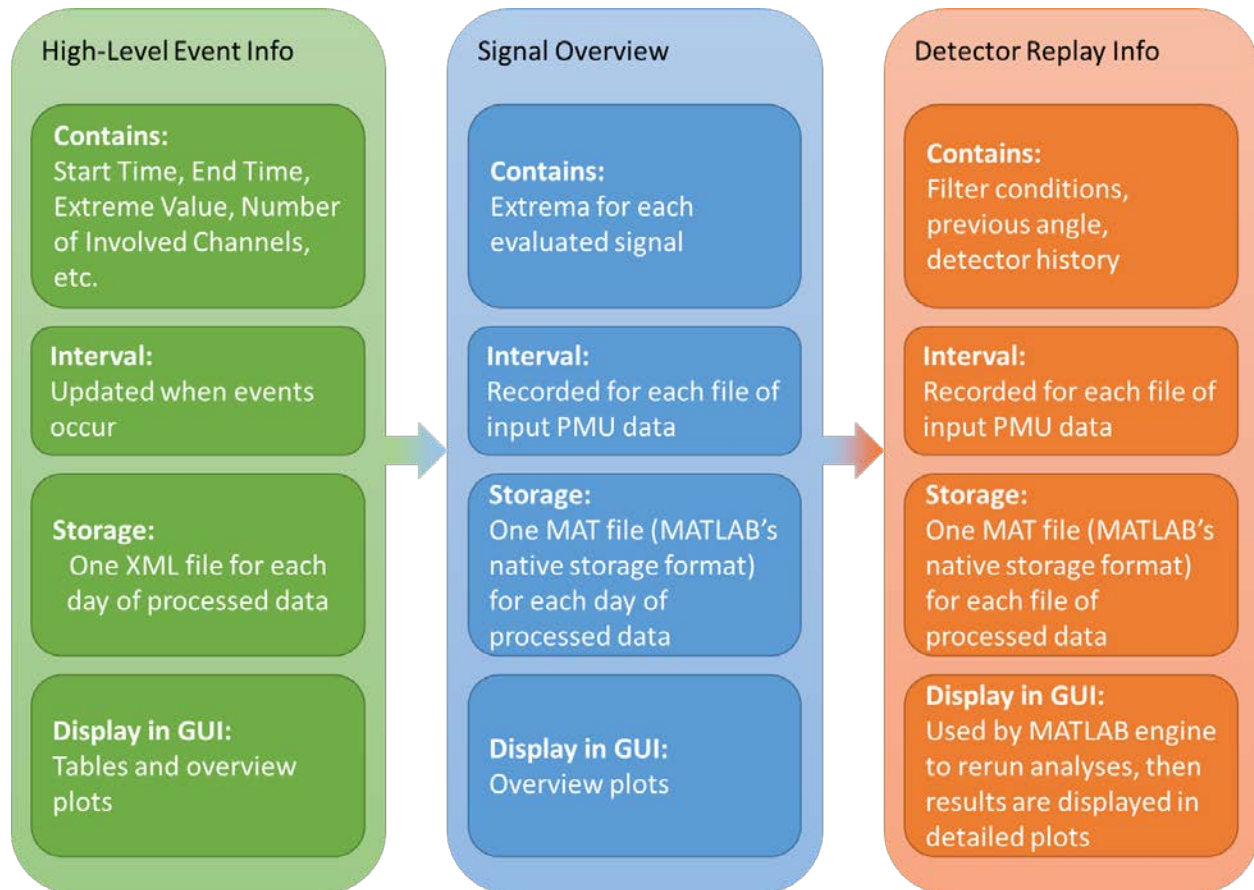 High-Level Event Info
Contains:
Start Time, End Time,
Extreme Value, Number
of Involved Channels,
etc.
Interval:
Updated when events
occur
Storage:
One XML file for each
day of processed data
Display in GUI:
Tables and overview
plots
Signal Overview
Contains:
Extrema for each
evaluated signal
Interval:
Recorded for each file of
input PMU data
Storage:
One MAT file (MATLAB's
native storage format)
for each day of
processed data
Display in GUI:
Overview plots
Detector Replay Info
Contains:
Filter conditions,
previous angle,
detector history
Interval:
Recorded for each file of
input PMU data
Storage:
One MAT file (MATLAB's
native storage format)
for each file of
processed data
Display in GUI:
Used by MATLAB engine
to rerun analyses, then
results are displayed in
detailed plots